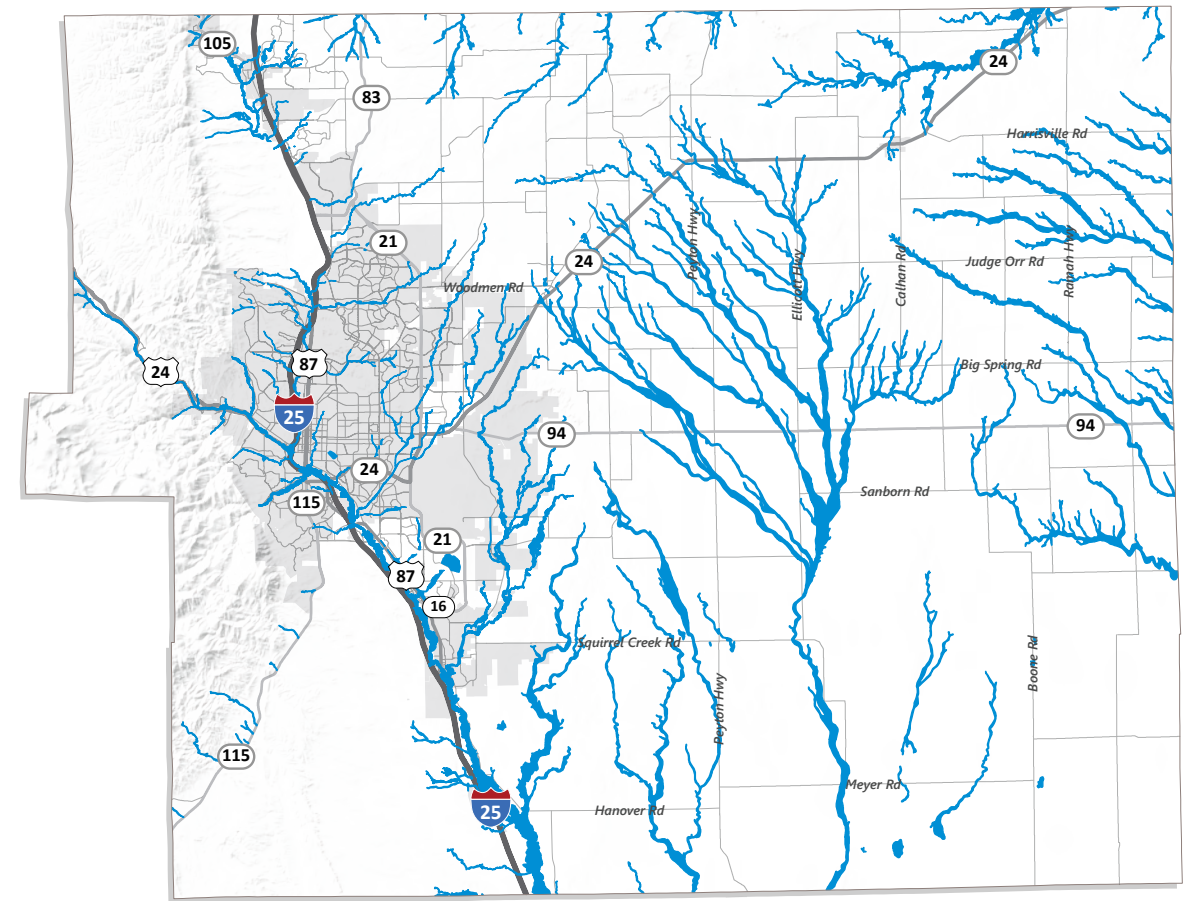 105
24
83
Harrisville Rd
21
Peyton Hwy
Ellicott Hwy
Calhan Rd
Ramah Hwy
24
Judge Orr Rd
Woodmen Rd
24
87
Big Spring Rd
25
94
94
24
Sanborn Rd
115
21
87
16
Squirrel Creek Rd
Boone Rd
Peyton Hwy
115
Meyer Rd
25
Hanover Rd